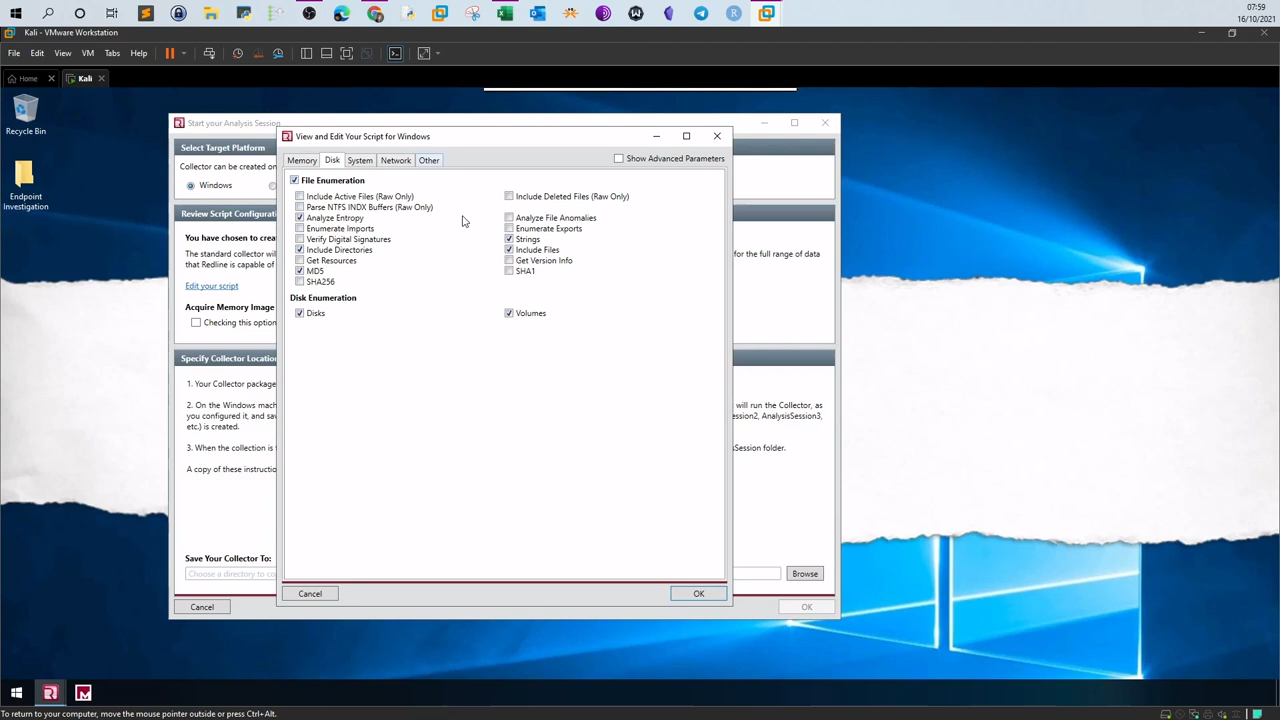 07:59
16/10/2021
Kali - VMware Workstation
File Edit View VM Tabs Help
Home Kali
Recycle Bin
Endpoint
Investigation
Start your Analysis Session
View and Edit Your Script for Windows
Select Target Platform
Collector can be created on
Windows
Review Script Configura
You have chosen to crea
The standard collector wi
for the full range of data
that Redline is capable of
Edit your script
Acquire Memory Image
Checking this option
Specify Collector Location
1. Your Collector package
2. On the Windows mach
will run the Collector, as
you configured it, and sav
ession2, AnalysisSession3,
etc.) is created.
3. When the collection is f
sSession folder.
A copy of these instructio
Save Your Collector To:
Choose a directory to co
Browse
Cancel OK
Memory Disk System Network Other Show Advanced Parameters
File Enumeration
Include Active Files (Raw Only) Include Deleted Files (Raw Only)
Parse NTFS INDX Buffers (Raw Only)
Analyze Entropy Analyze File Anomalies
Enumerate Imports Enumerate Exports
Verify Digital Signatures Strings
Include Directories Include Files
Get Resources Get Version Info
MD5 SHA1
SHA256
Disk Enumeration
Disks Volumes
Cancel OK
To return to your computer, move the mouse pointer outside or press Ctrl+Alt.